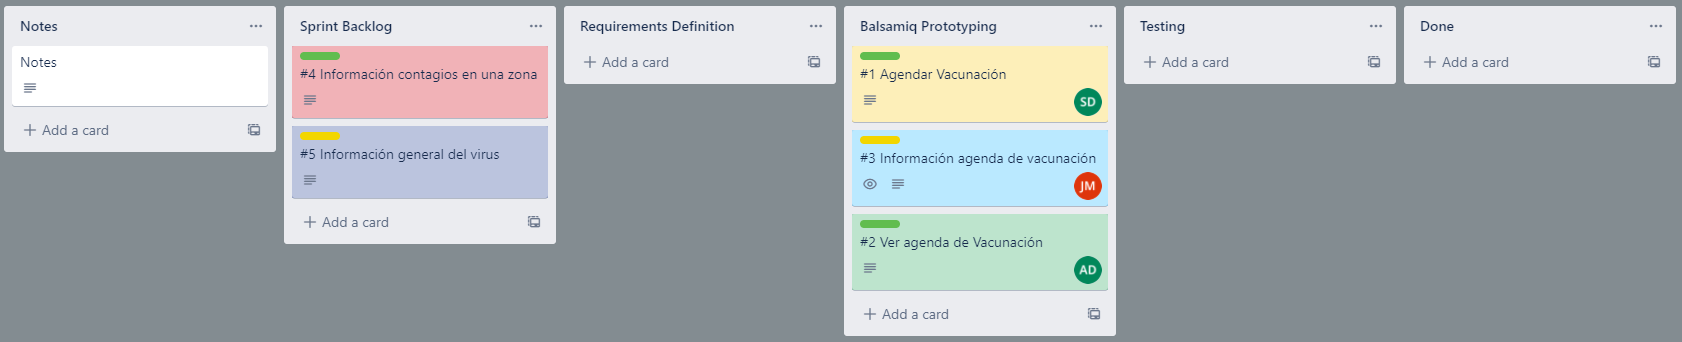 Notes
Notes
Add a card
Sprint Backlog
#4 Información contagios en una zona
#5 Información general del virus
Add a card
Requirements Definition
Add a card
Balsamiq Prototyping
#1 Agendar Vacunación
SD
#3 Información agenda de vacunación
JM
#2 Ver agenda de Vacunación
AD
Add a card
Testing
Add a card
Done
Add a card